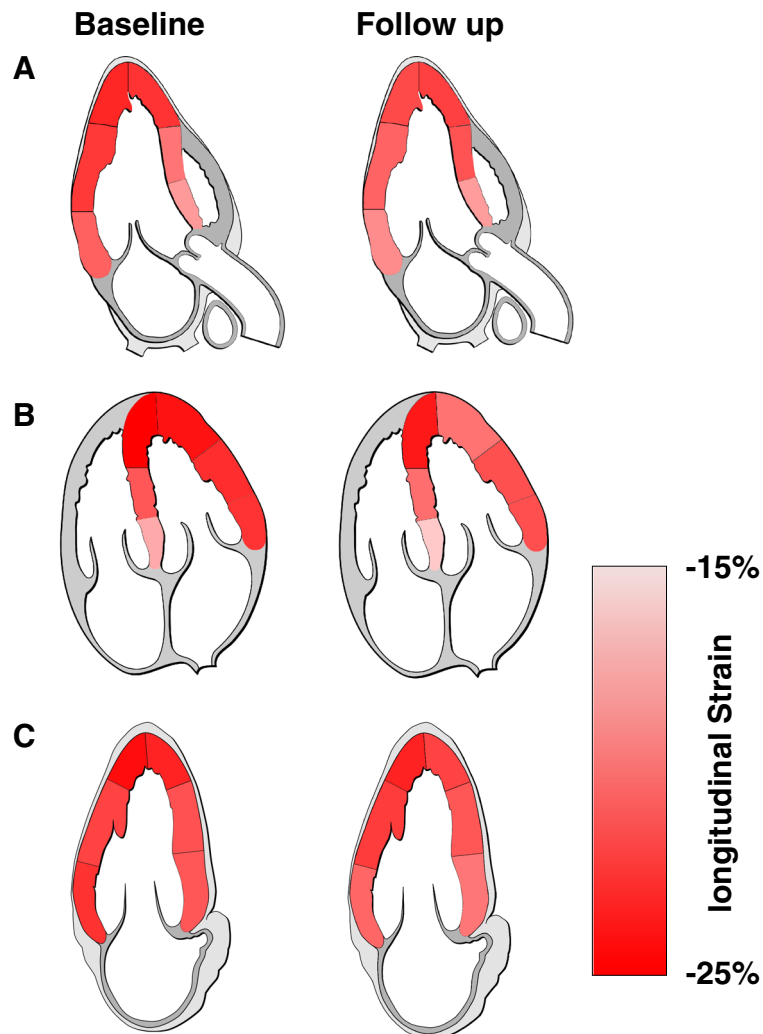 Baseline
Follow up
A
B
C
-15%
longitudinal Strain
-25%